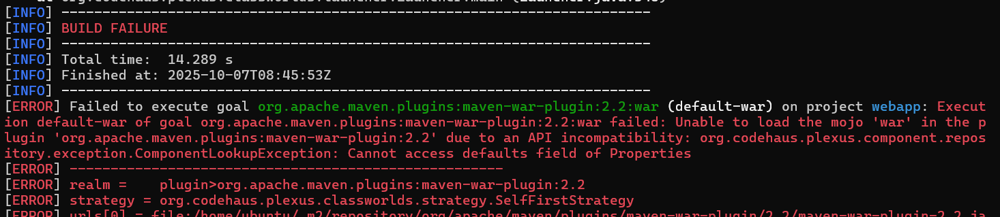 [INFO] ------------------------------------------------------------------------
[INFO] BUILD FAILURE
[INFO] ------------------------------------------------------------------------
[INFO] Total time:  14.289 s
[INFO] Finished at: 2025-10-07T08:45:53Z
[INFO] ------------------------------------------------------------------------
[ERROR] Failed to execute goal org.apache.maven.plugins:maven-war-plugin:2.2:war (default-war) on project webapp: Execut
ion default-war of goal org.apache.maven.plugins:maven-war-plugin:2.2:war failed: Unable to load the mojo 'war' in the p
lugin 'org.apache.maven.plugins:maven-war-plugin:2.2' due to an API incompatibility: org.codehaus.plexus.component.repos
itory.exception.ComponentLookupException: Cannot access defaults field of Properties
[ERROR] -----------------------------------------------------
[ERROR] realm =    plugin>org.apache.maven.plugins:maven-war-plugin:2.2
[ERROR] strategy = org.codehaus.plexus.classworlds.strategy.SelfFirstStrategy
[ERROR] urls[0] = file:/home/ubuntu/.m2/repository/org/apache/maven/plugins/maven-war-plugin/2.2/maven-war-plugin-2.2.ja